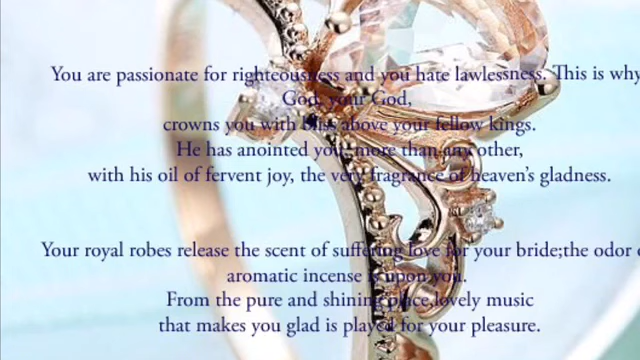 You are passionate for righteousness and you hate lawlessness. This is why
God, your God,
crowns you with bliss above your fellow kings.
He has anointed you, more than any other,
with his oil of fervent joy, the very fragrance of heaven's gladness.
Your royal robes release the scent of suffering love for your bride;the odor
aromatic incense is upon you.
From the pure and shining place,lovely music
that makes you glad is played for your pleasure.